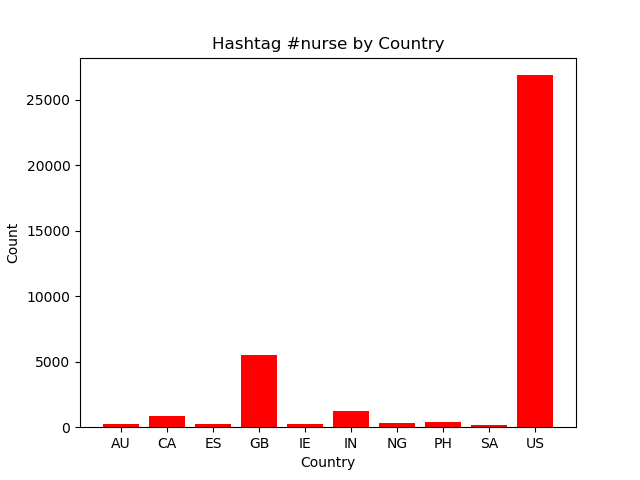 Hashtag #nurse by Country
Count
25000
20000
15000
10000
5000
0
AU CA ES GB IE IN NG PH SA US
Country